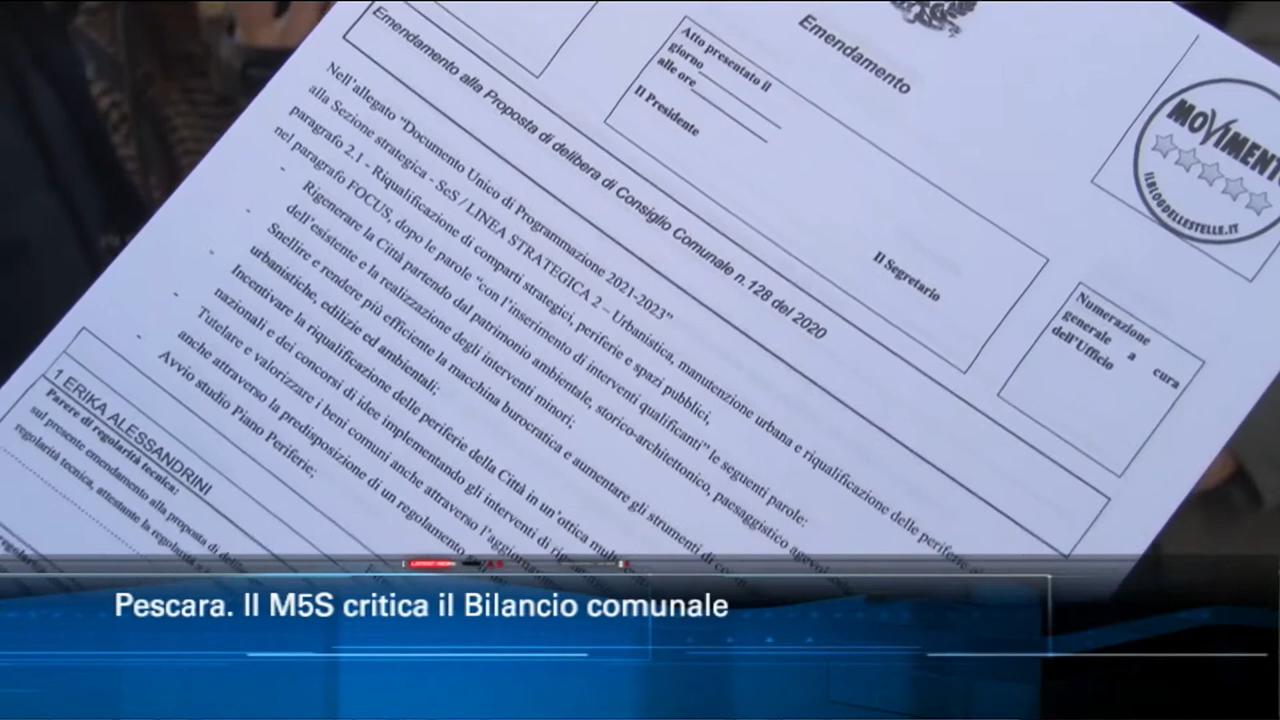 Emendamento
Atto presentato il
giorno
alle ore
Il Presidente
Il Segretario
MOVIMENTO
ILBLOGDELLESTELLE.IT
Numerazione
generale a cura
dell'Ufficio
Emendamento alla Proposta di delibera di Consiglio Comunale n.128 del 2020
Nell'allegato "Documento Unico di Programmazione 2021-2023"
alla Sezione strategica - SeS / LINEA STRATEGICA 2 – Urbanistica, manutenzione urbana e riqualificazione delle periferie
paragrafo 2.1 - Riqualificazione di comparti strategici, periferie e spazi pubblici,
nel paragrafo FOCUS, dopo le parole "con l'inserimento di interventi qualificanti" le seguenti parole:
- Rigenerare la Città partendo dal patrimonio ambientale, storico-architettonico, paesaggistico
dell'esistente e la realizzazione degli interventi minori;
- Snellire e rendere più efficiente la macchina burocratica e aumentare gli strumenti di
urbanistiche, edilizie ed ambientali;
- Incentivare la riqualificazione delle periferie della Città in un'ottica
nazionali e dei concorsi di idee implementando gli interventi di
- Tutelare e valorizzare i beni comuni anche attraverso
anche attraverso la predisposizione di un regolamento
- Avvio studio Piano Periferie;
1 ERIKA ALESSANDRINI
Parere di regolarità tecnica:
sul presente emendamento alla proposta di
regolarità tecnica, attestante la
LATEST NEWS
Pescara. Il M5S critica il Bilancio comunale